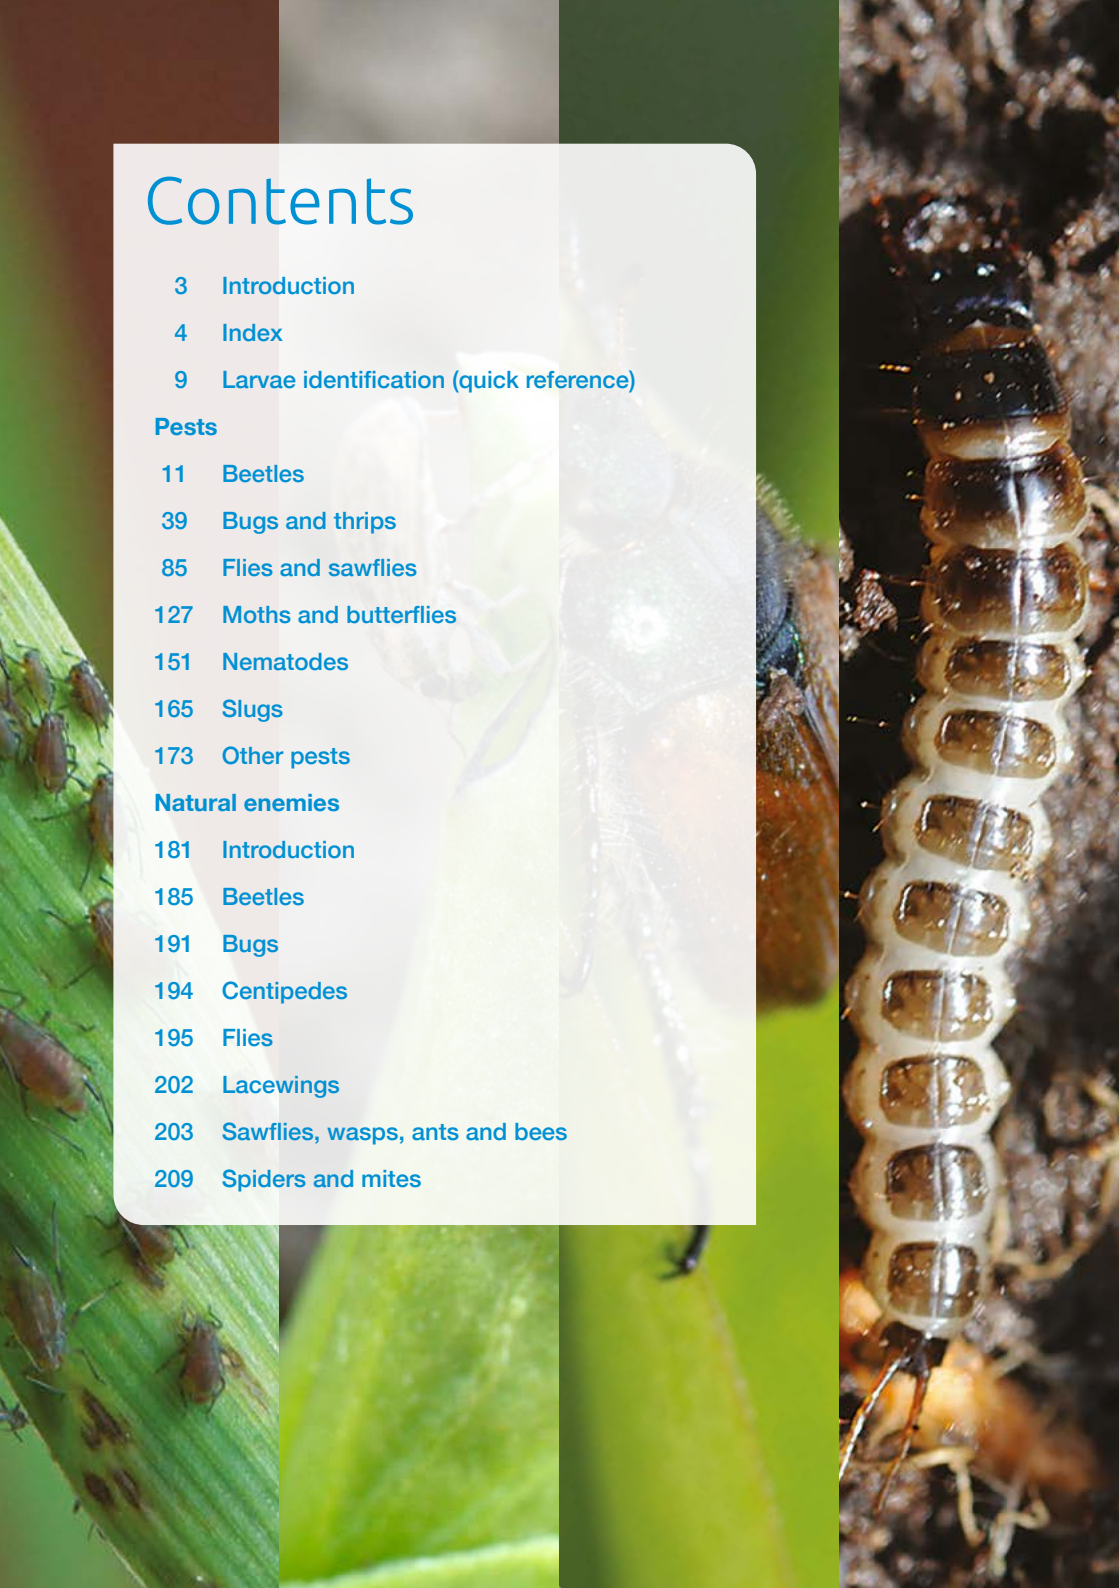 Contents
3 Introduction
4 Index
9 Larvae identification (quick reference)
Pests
11 Beetles
39 Bugs and thrips
85 Flies and sawflies
127 Moths and butterflies
151 Nematodes
165 Slugs
173 Other pests
Natural enemies
181 Introduction
185 Beetles
191 Bugs
194 Centipedes
195 Flies
202 Lacewings
203 Sawflies, wasps, ants and bees
209 Spiders and mites